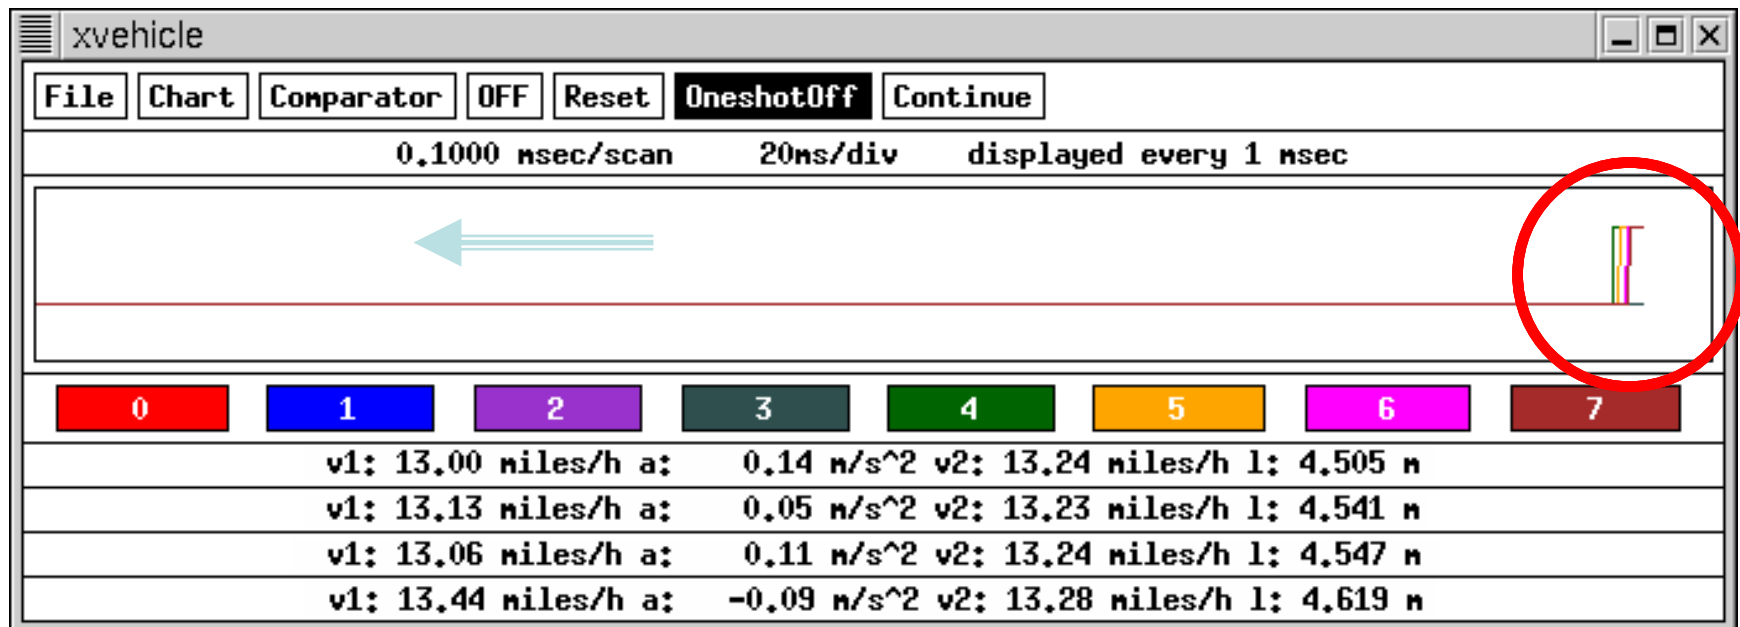 xvehicle
File Chart Comparator OFF Reset OneshotOff Continue
0.1000 msec/scan 20ms/div displayed every 1 msec
0 1 2 3 4 5 6 7
v1: 13.00 miles/h a: 0.14 m/s^2 v2: 13.24 miles/h l: 4.505 m
v1: 13.13 miles/h a: 0.05 m/s^2 v2: 13.23 miles/h l: 4.541 m
v1: 13.06 miles/h a: 0.11 m/s^2 v2: 13.24 miles/h l: 4.547 m
v1: 13.44 miles/h a: -0.09 m/s^2 v2: 13.28 miles/h l: 4.619 m